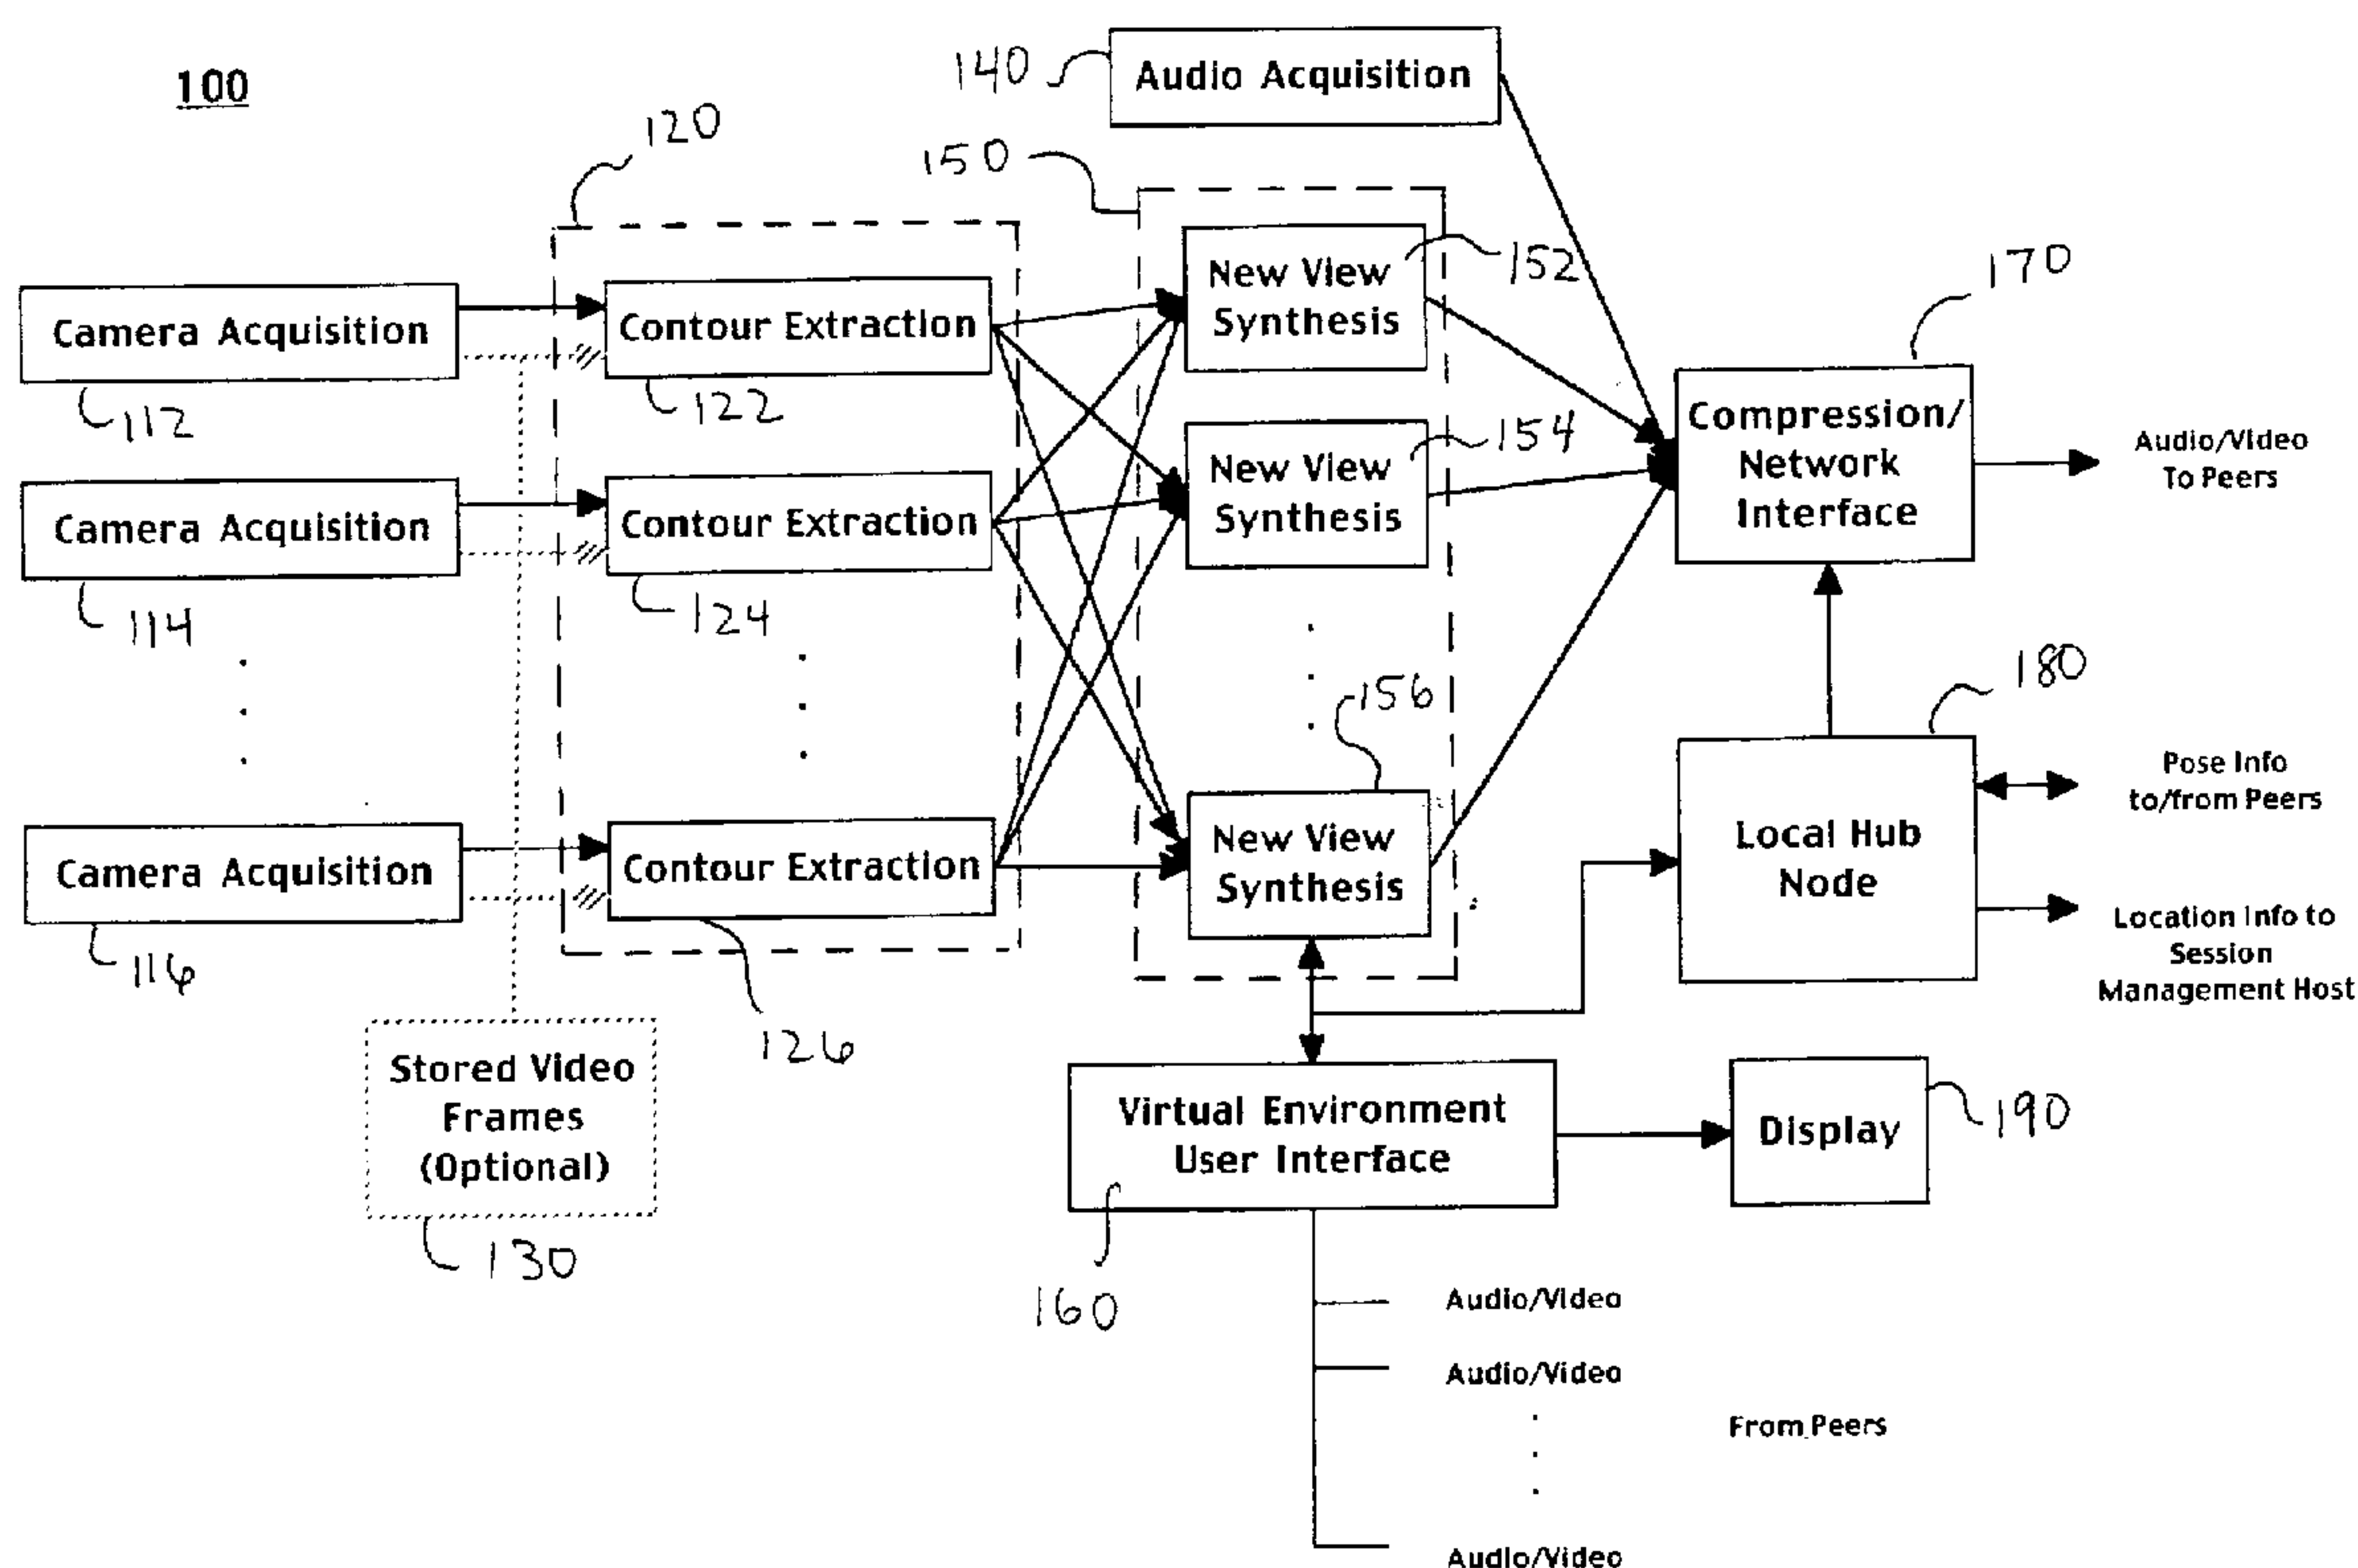 100
140
Audio Acquisition
120
150
New View
Synthesis
152
170
Camera Acquisition
112
Contour Extraction
122
Compression/
Network
Interface
Audio/Video
To Peers
New View
Synthesis
154
Camera Acquisition
114
Contour Extraction
124
180
156
Pose Info
to/from Peers
Local Hub
Node
Location Info to
Session
Management Host
New View
Synthesis
Camera Acquisition
116
Contour Extraction
126
Stored Video
Frames
(Optional)
130
Virtual Environment
User Interface
160
Display
190
Audio/Video
Audio/Video
From Peers
Audio/Video